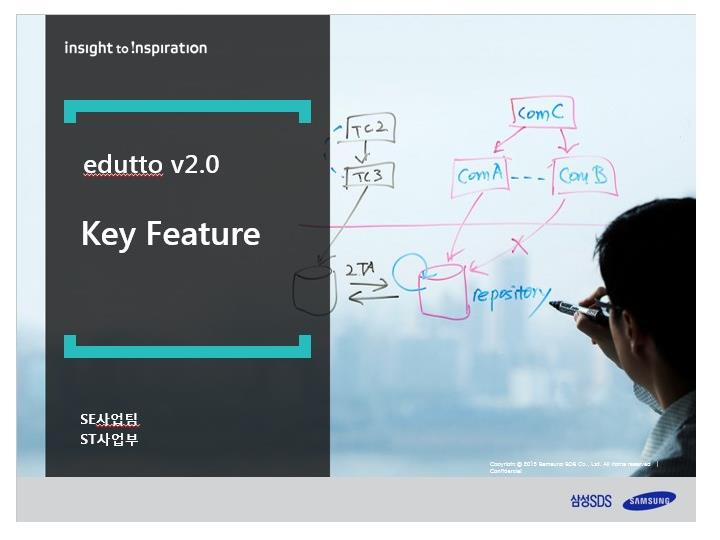 insight to !nspiration
edutto v2.0
Key Feature
SE사업팀
ST사업부
TC2
TC3
2TA
ComC
ComA
ComB
repository
Copyright © 2015 Samsung SDS Co., Ltd. All rights reserved |
Confidential
삼성SDS
SAMSUNG